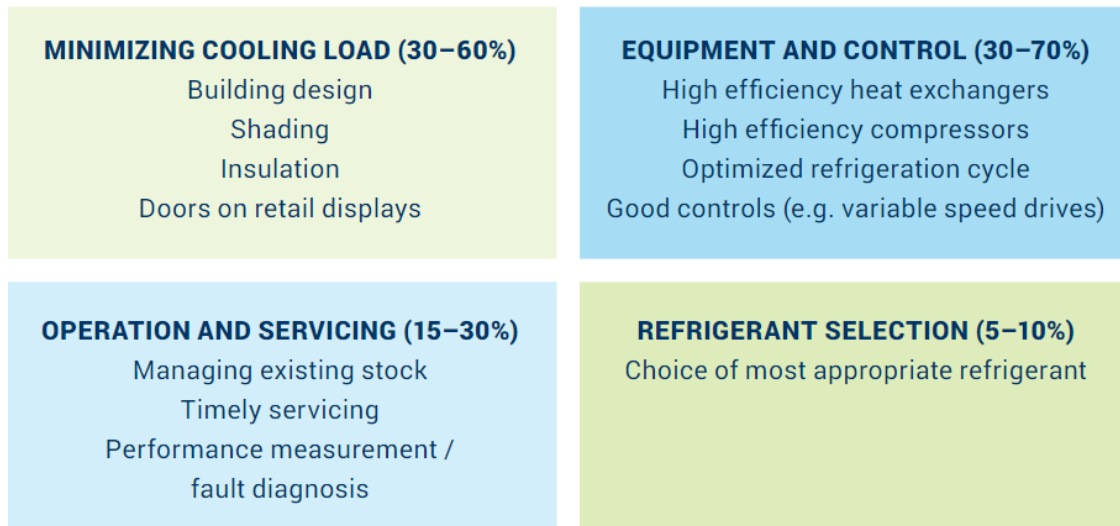 MINIMIZING COOLING LOAD (30–60%)
Building design
Shading
Insulation
Doors on retail displays
EQUIPMENT AND CONTROL (30–70%)
High efficiency heat exchangers
High efficiency compressors
Optimized refrigeration cycle
Good controls (e.g. variable speed drives)
OPERATION AND SERVICING (15–30%)
Managing existing stock
Timely servicing
Performance measurement /
fault diagnosis
REFRIGERANT SELECTION (5–10%)
Choice of most appropriate refrigerant